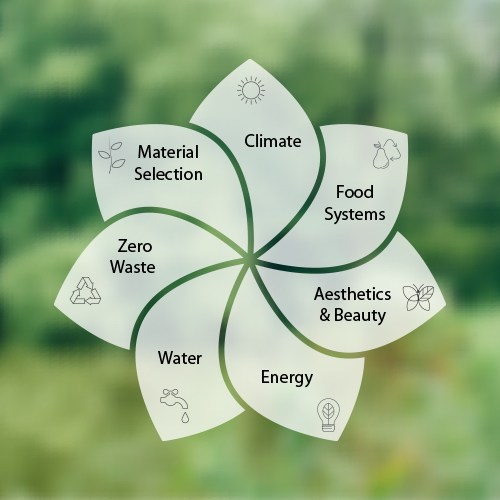 Climate
Food
Systems
Aesthetics
& Beauty
Energy
Water
Zero
Waste
Material
Selection